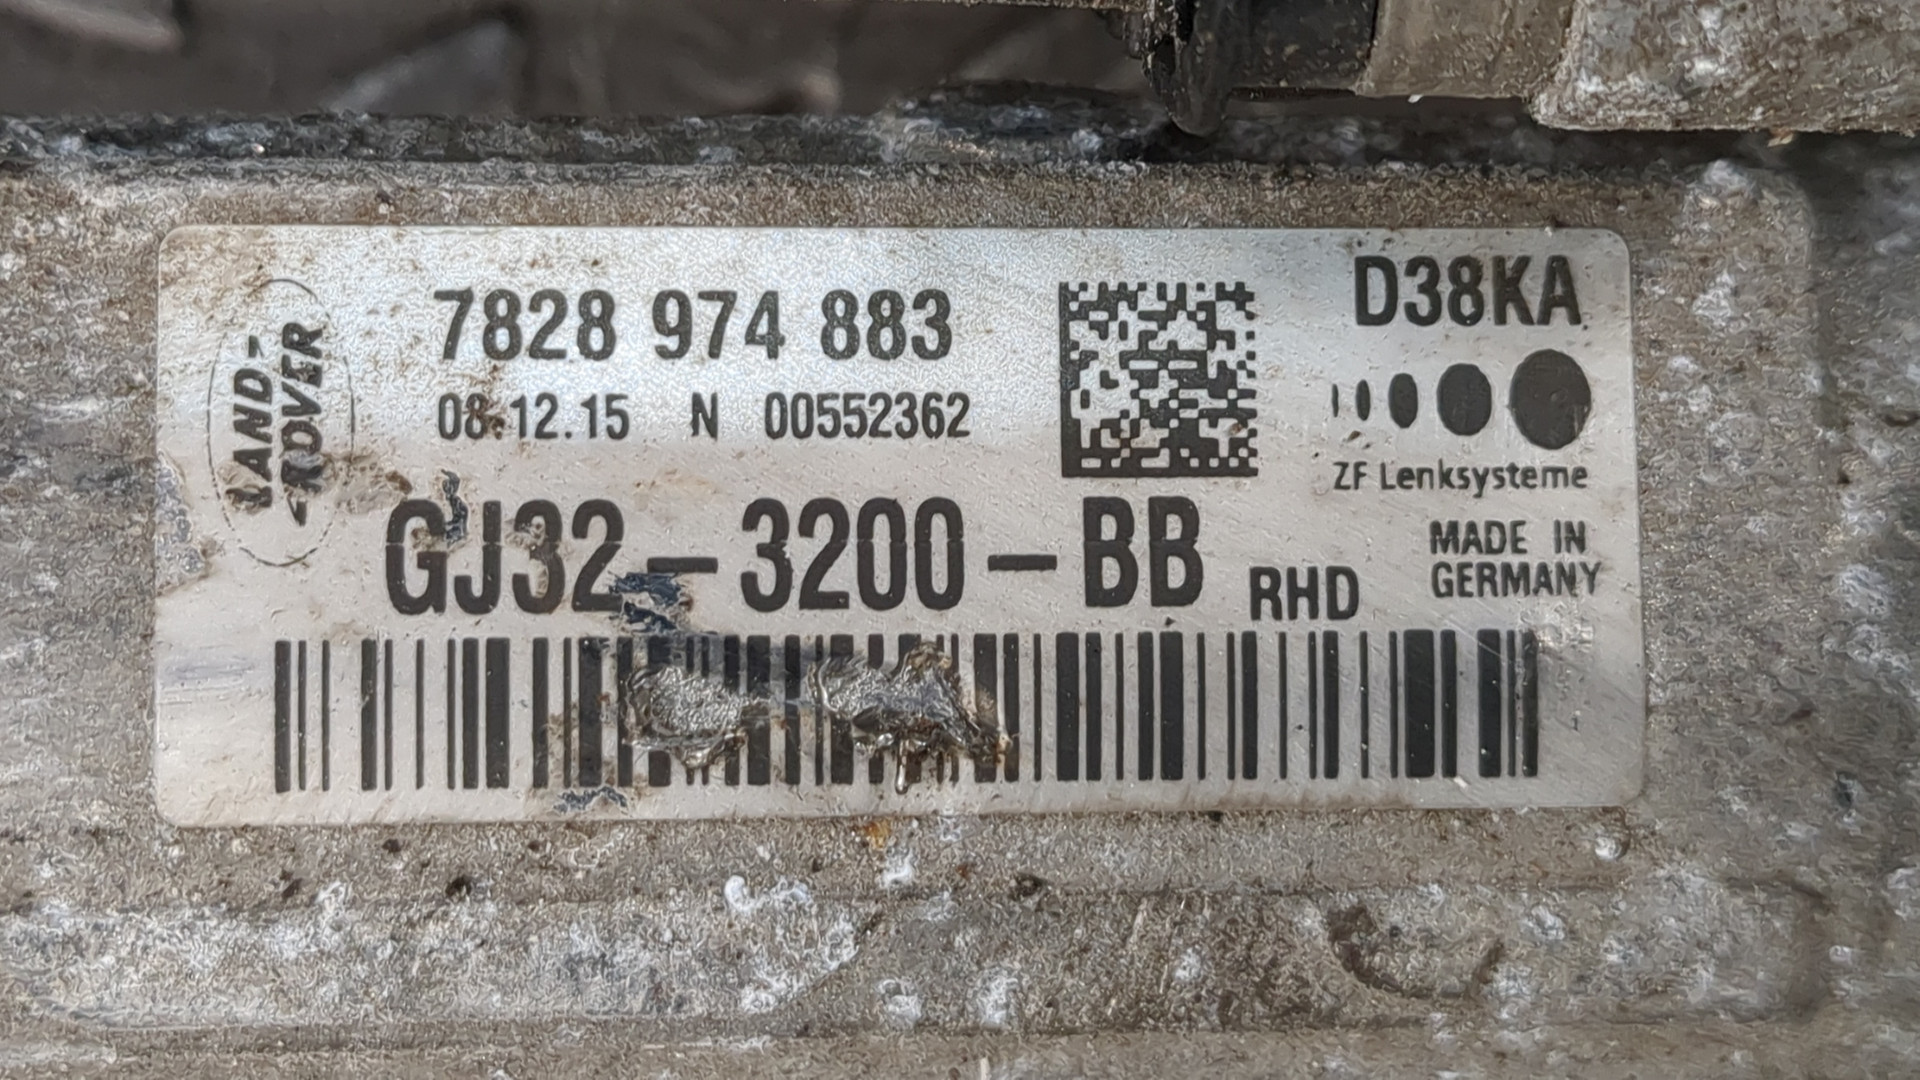 LAND-
ROVER
7828 974 883
D38KA
08.12.15 N 00552362
ZF Lenksysteme
GJ32-3200-BB RHD
MADE IN
GERMANY